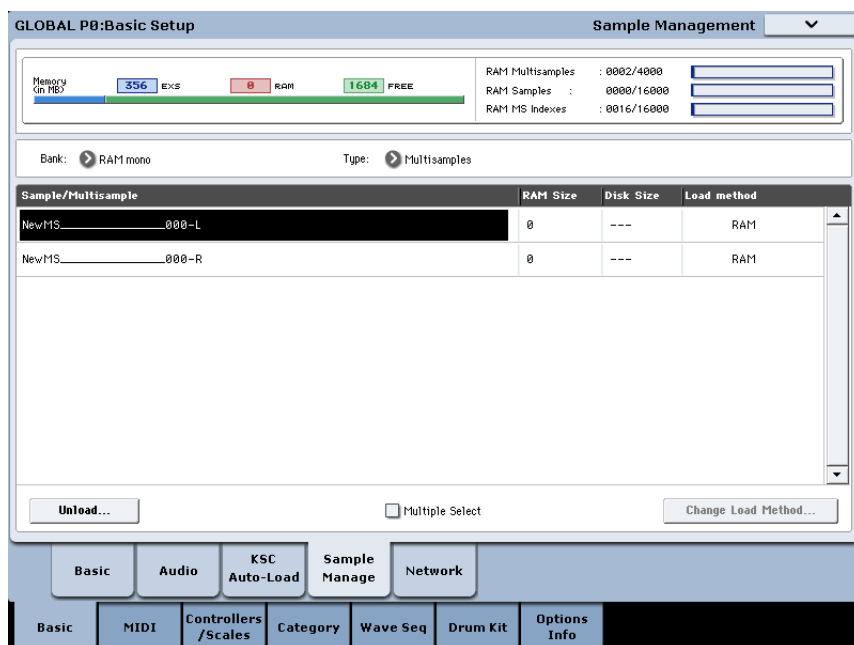 GLOBAL P0:Basic Setup Sample Management
Memory (in MB) 356 EXS 0 RAM 1684 FREE
RAM Multisamples : 0002/4000
RAM Samples : 0000/16000
RAM MS Indexes : 0016/16000
Bank: RAM mono Type: Multisamples
Sample/Multisample RAM Size Disk Size Load method
NewMS______________000-L 0 --- RAM
NewMS______________000-R 0 --- RAM
Unload... Multiple Select Change Load Method...
Basic Audio KSC Auto-Load Sample Manage Network
Basic MIDI Controllers /Scales Category Wave Seq Drum Kit Options Info